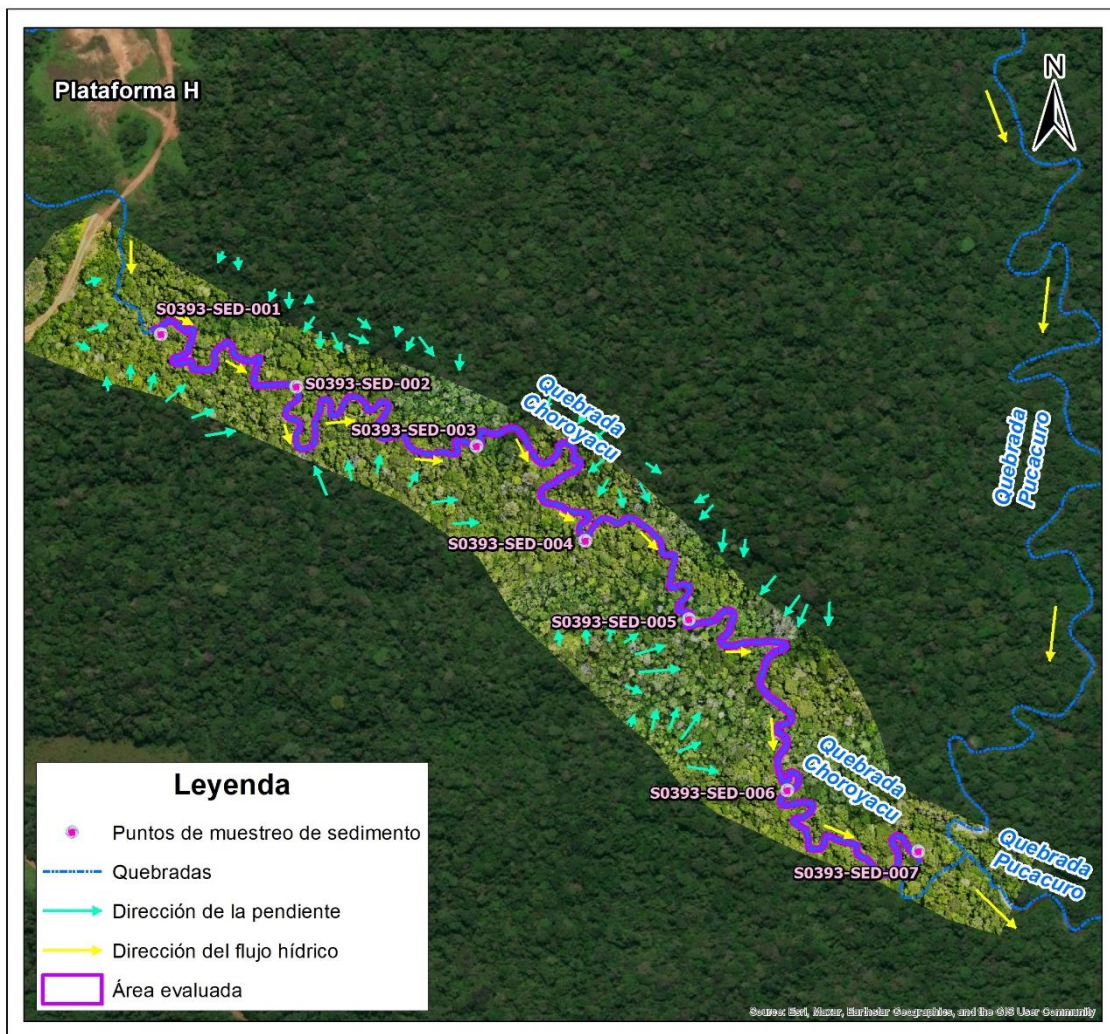 Plataforma H
N
S0393-SED-001
S0393-SED-002
S0393-SED-003
Quebrada
Choroyacu
Quebrada
Pucacuro
S0393-SED-004
S0393-SED-005
S0393-SED-006
Quebrada
Choroyacu
S0393-SED-007
Quebrada
Pucacuro
Leyenda
Puntos de muestreo de sedimento
Quebradas
Dirección de la pendiente
Dirección del flujo hídrico
Área evaluada
Source: Esri, Maxar, Earthstar Geographics, and the GIS User Community